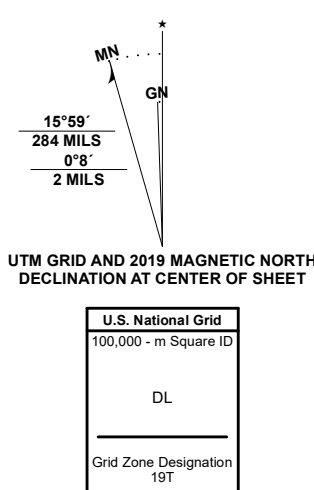 ★
MN
GN
15°59´
284 MILS
0°8´
2 MILS
UTM GRID AND 2019 MAGNETIC NORTH
DECLINATION AT CENTER OF SHEET
U.S. National Grid
100,000 - m Square ID
DL
Grid Zone Designation
19T